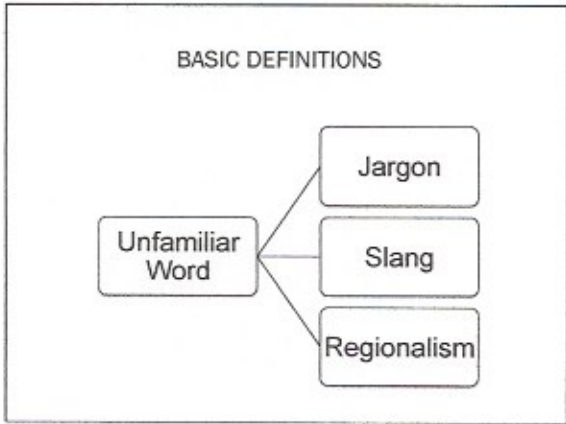 BASIC DEFINITIONS
Jargon
Unfamiliar
Word
Slang
Regionalism